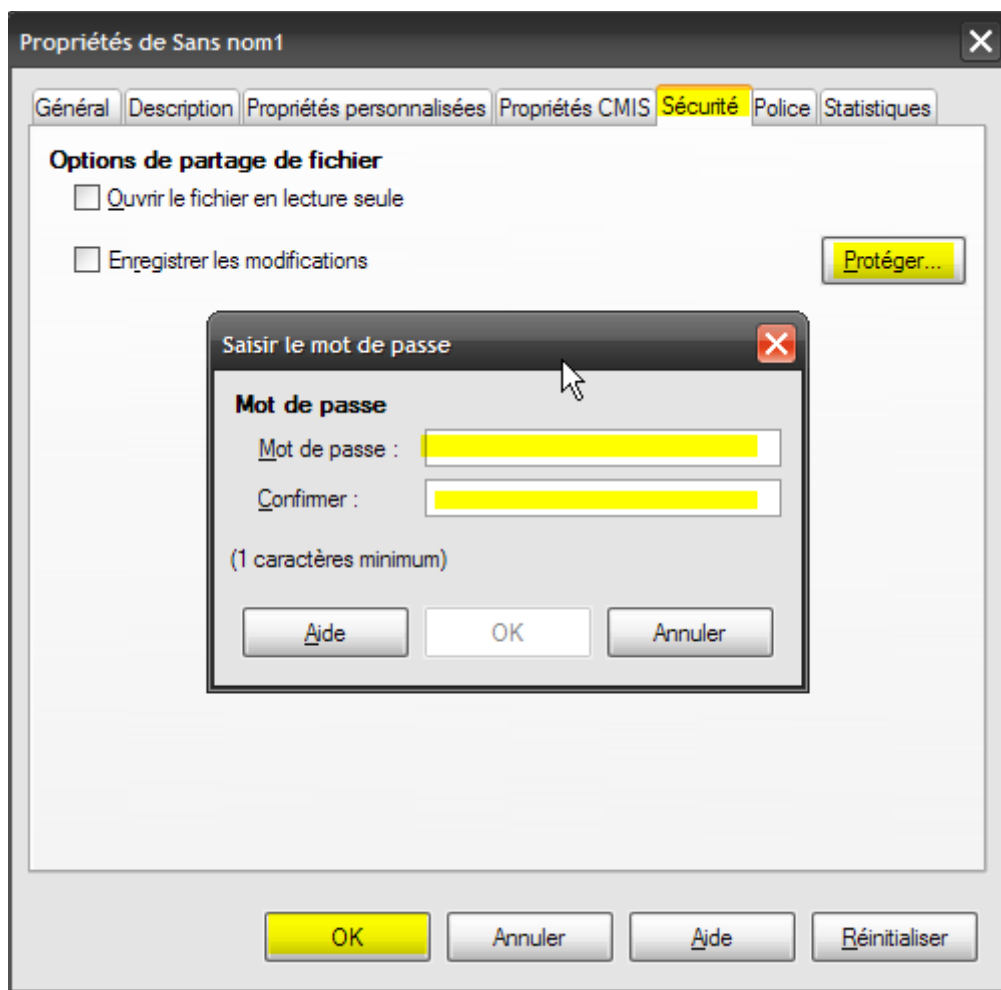 Propriétés de Sans nom1
Général Description Propriétés personnalisées Propriétés CMIS Sécurité Police Statistiques
Options de partage de fichier
Ouvrir le fichier en lecture seule
Enregistrer les modifications
Protéger...
Saisir le mot de passe
Mot de passe
Mot de passe :
Confirmer :
(1 caractères minimum)
Aide OK Annuler
OK Annuler Aide Réinitialiser